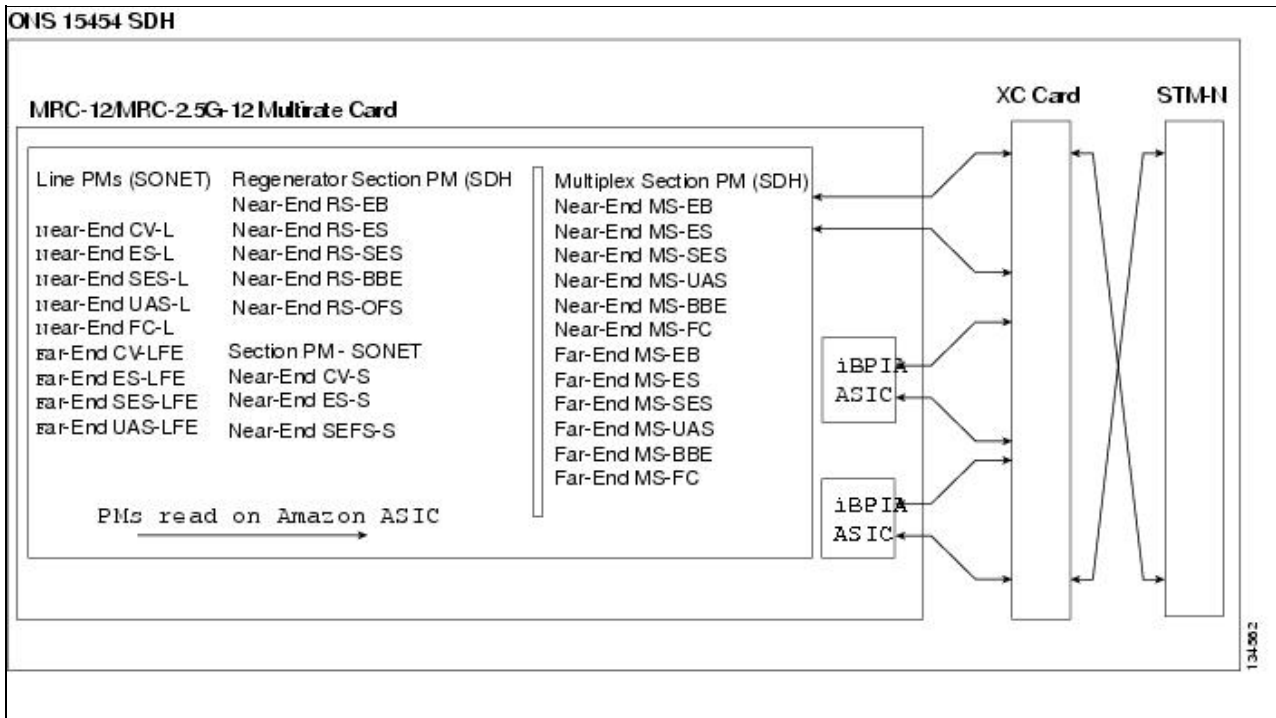 ONS 15454 SDH
MRC-12/MRC-2.5G-12 Multirate Card
XC Card
STM-N
Line PMs (SONET)
Near-End CV-L
Near-End ES-L
Near-End SES-L
Near-End UAS-L
Near-End FC-L
Far-End CV-LFE
Far-End ES-LFE
Far-End SES-LFE
Far-End UAS-LFE
Regenerator Section PM (SDH
Near-End RS-EB
Near-End RS-ES
Near-End RS-SES
Near-End RS-BBE
Near-End RS-OFS
Section PM - SONET
Near-End CV-S
Near-End ES-S
Near-End SEFS-S
Multiplex Section PM (SDH)
Near-End MS-EB
Near-End MS-ES
Near-End MS-SES
Near-End MS-UAS
Near-End MS-BBE
Near-End MS-FC
Far-End MS-EB
Far-End MS-ES
Far-End MS-SES
Far-End MS-UAS
Far-End MS-BBE
Far-End MS-FC
PMs read on Amazon ASIC
iBPIA
ASIC
iBPIA
ASIC
134562